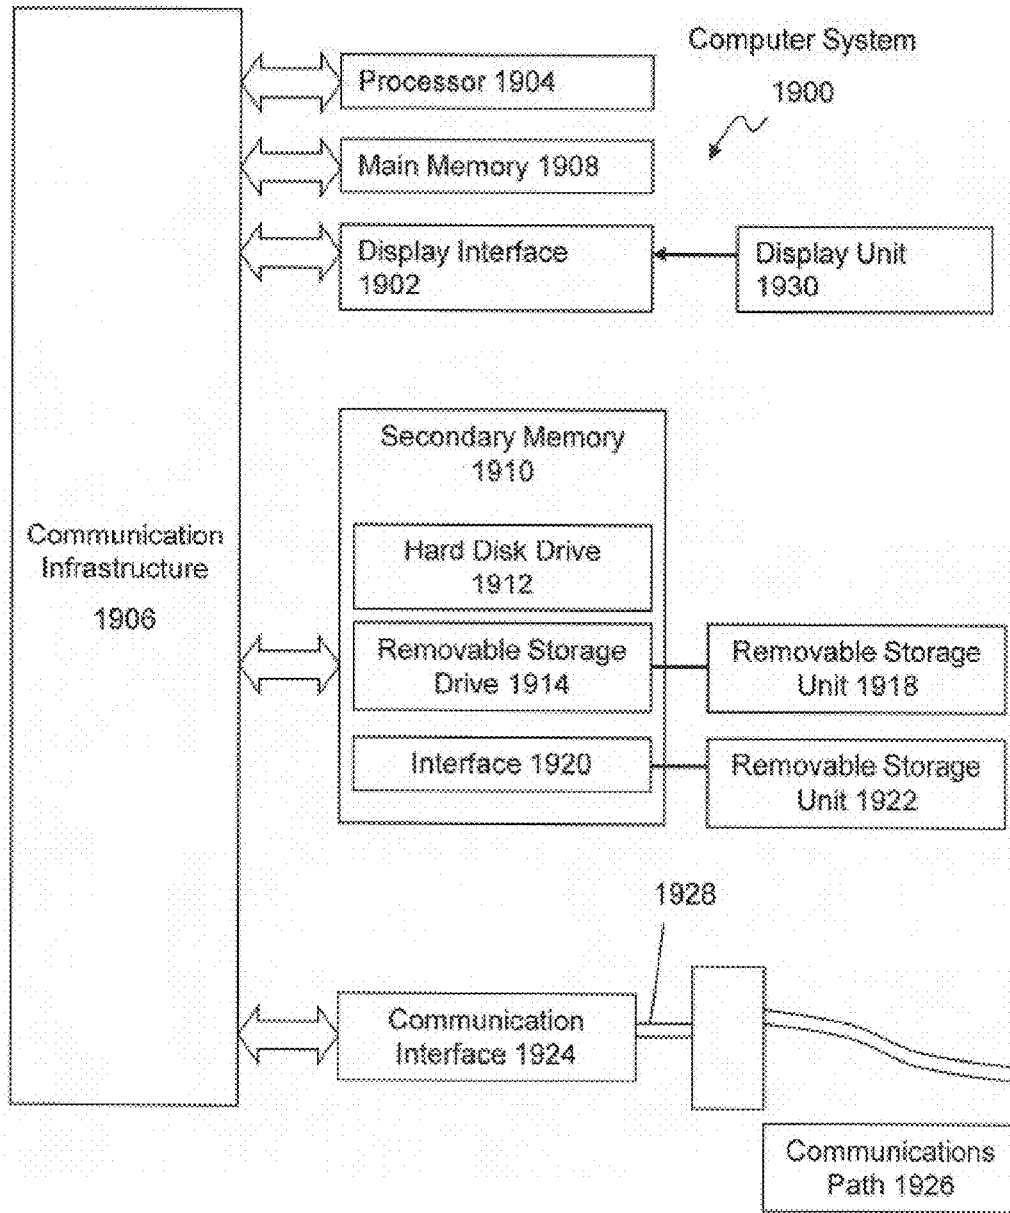 Computer System
1900
Processor 1904
Main Memory 1908
Display Interface
1902
Display Unit
1930
Secondary Memory
1910
Communication
Infrastructure
1906
Hard Disk Drive
1912
Removable Storage
Drive 1914
Removable Storage
Unit 1918
Interface 1920
Removable Storage
Unit 1922
1928
Communication
Interface 1924
Communications
Path 1926